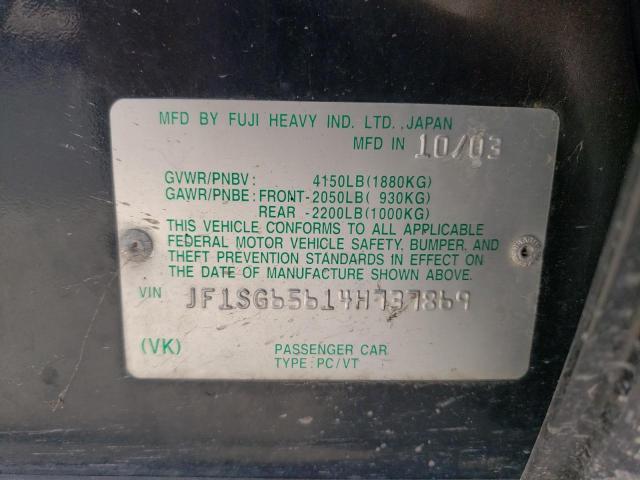 MFD BY FUJI HEAVY IND. LTD., JAPAN
MFD IN 10/03
GVWR/PNBV: 4150LB(1880KG)
GAWR/PNBE: FRONT-2050LB( 930KG)
REAR -2200LB(1000KG)
THIS VEHICLE CONFORMS TO ALL APPLICABLE
FEDERAL MOTOR VEHICLE SAFETY, BUMPER, AND
THEFT PREVENTION STANDARDS IN EFFECT ON
THE DATE OF MANUFACTURE SHOWN ABOVE.
VIN JF1SG65614H737869
(VK) PASSENGER CAR
TYPE: PC/VT